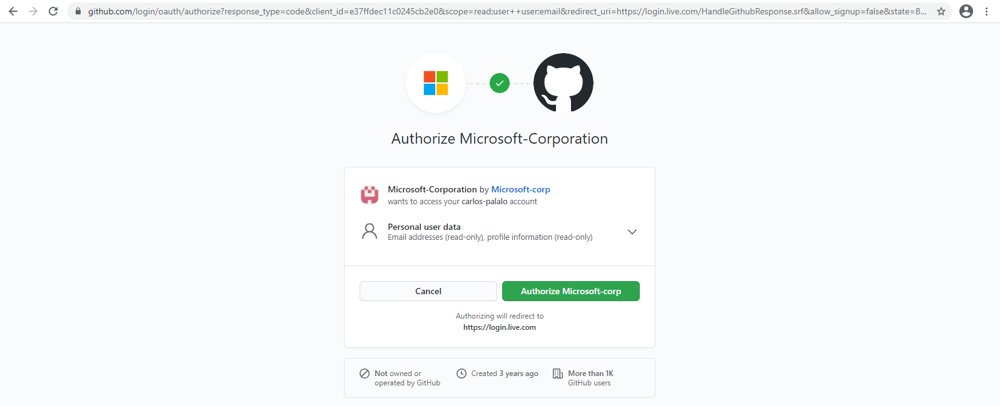 github.com/login/oauth/authorize?response_type=code&client_id=e37ffdec11c0245cb2e0&scope=read:user++user:email&redirect_uri=https://login.live.com/HandleGithubResponse.srf&allow_signup=false&state=B...
Authorize Microsoft-Corporation
Microsoft-Corporation by Microsoft-corp
wants to access your carlos-palalo account
Personal user data
Email addresses (read-only), profile information (read-only)
Cancel
Authorize Microsoft-corp
Authorizing will redirect to
https://login.live.com
Not owned or
operated by GitHub
Created 3 years ago
More than 1K
GitHub users